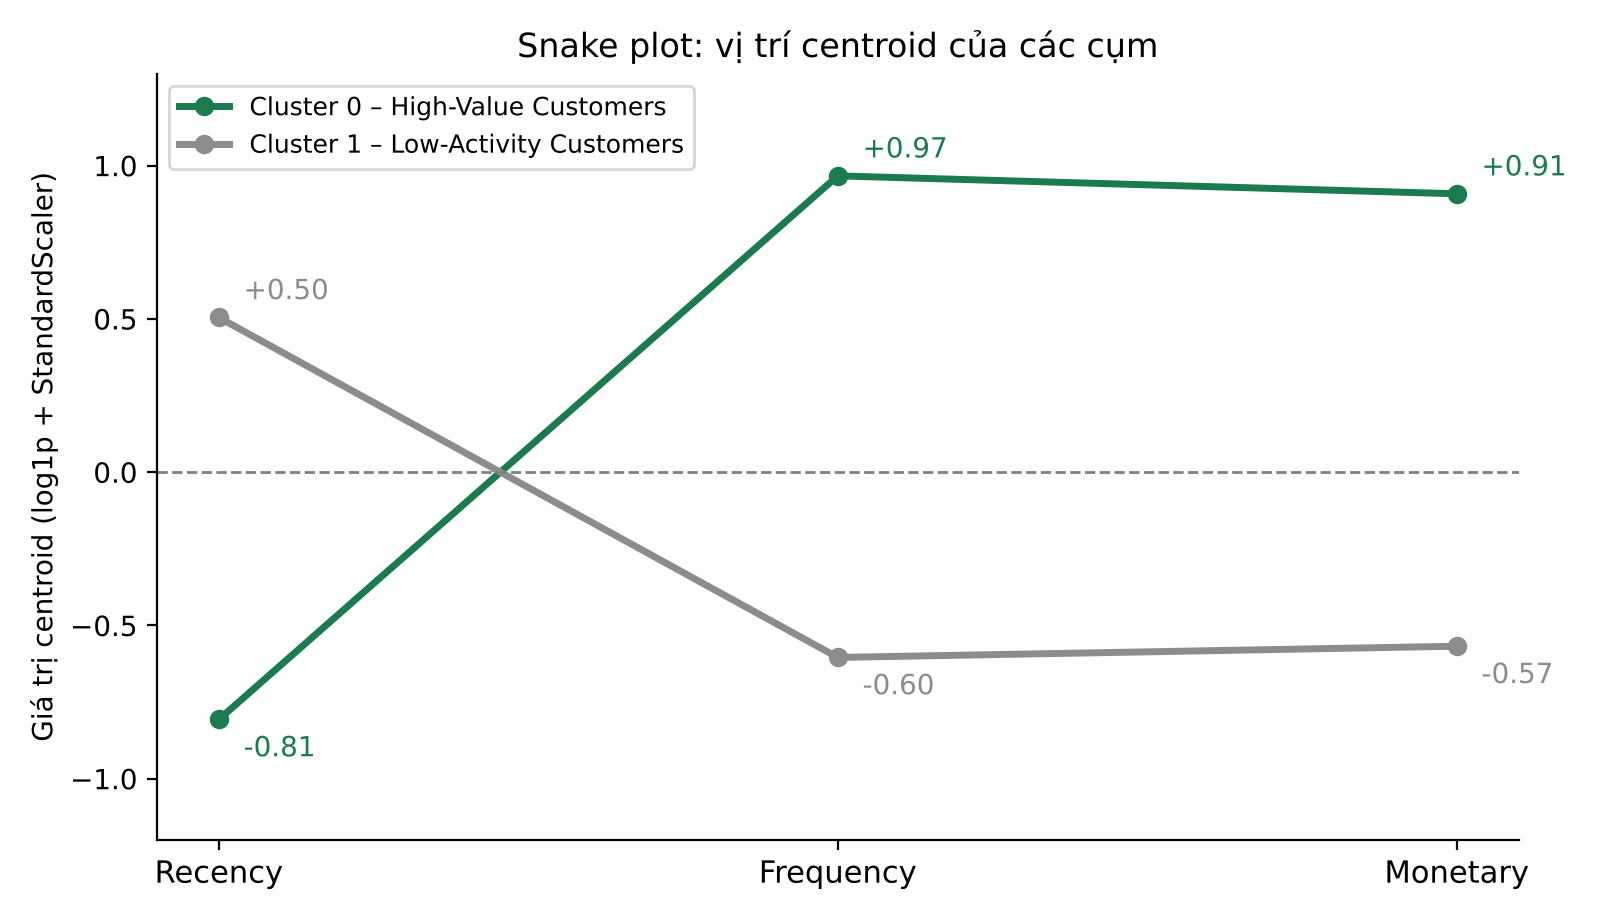 Snake plot: vị trí centroid của các cụm
Cluster 0 – High-Value Customers
Cluster 1 – Low-Activity Customers
Giá trị centroid (log1p + StandardScaler)
1.0
0.5
0.0
−0.5
−1.0
+0.97
+0.91
+0.50
-0.60
-0.57
-0.81
Recency
Frequency
Monetary